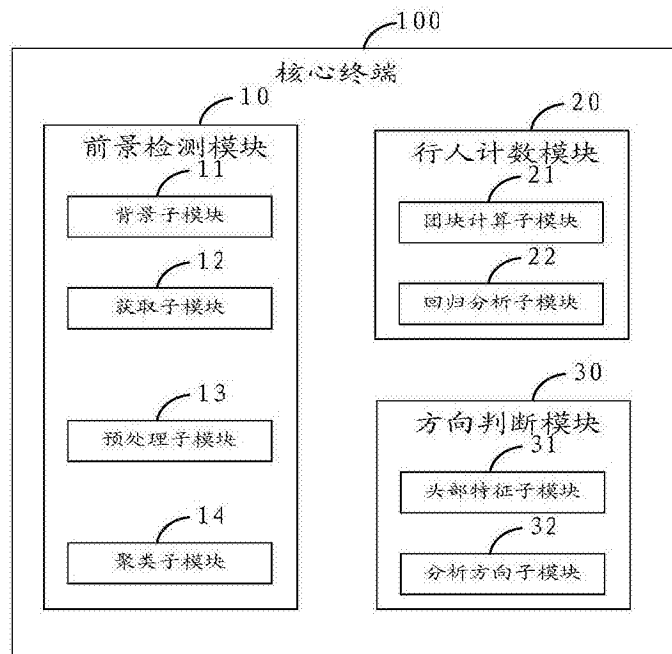 100
核心终端
10
前景检测模块
11
背景子模块
12
获取子模块
13
预处理子模块
14
聚类子模块
20
行人计数模块
21
团块计算子模块
22
回归分析子模块
30
方向判断模块
31
头部特征子模块
32
分析方向子模块